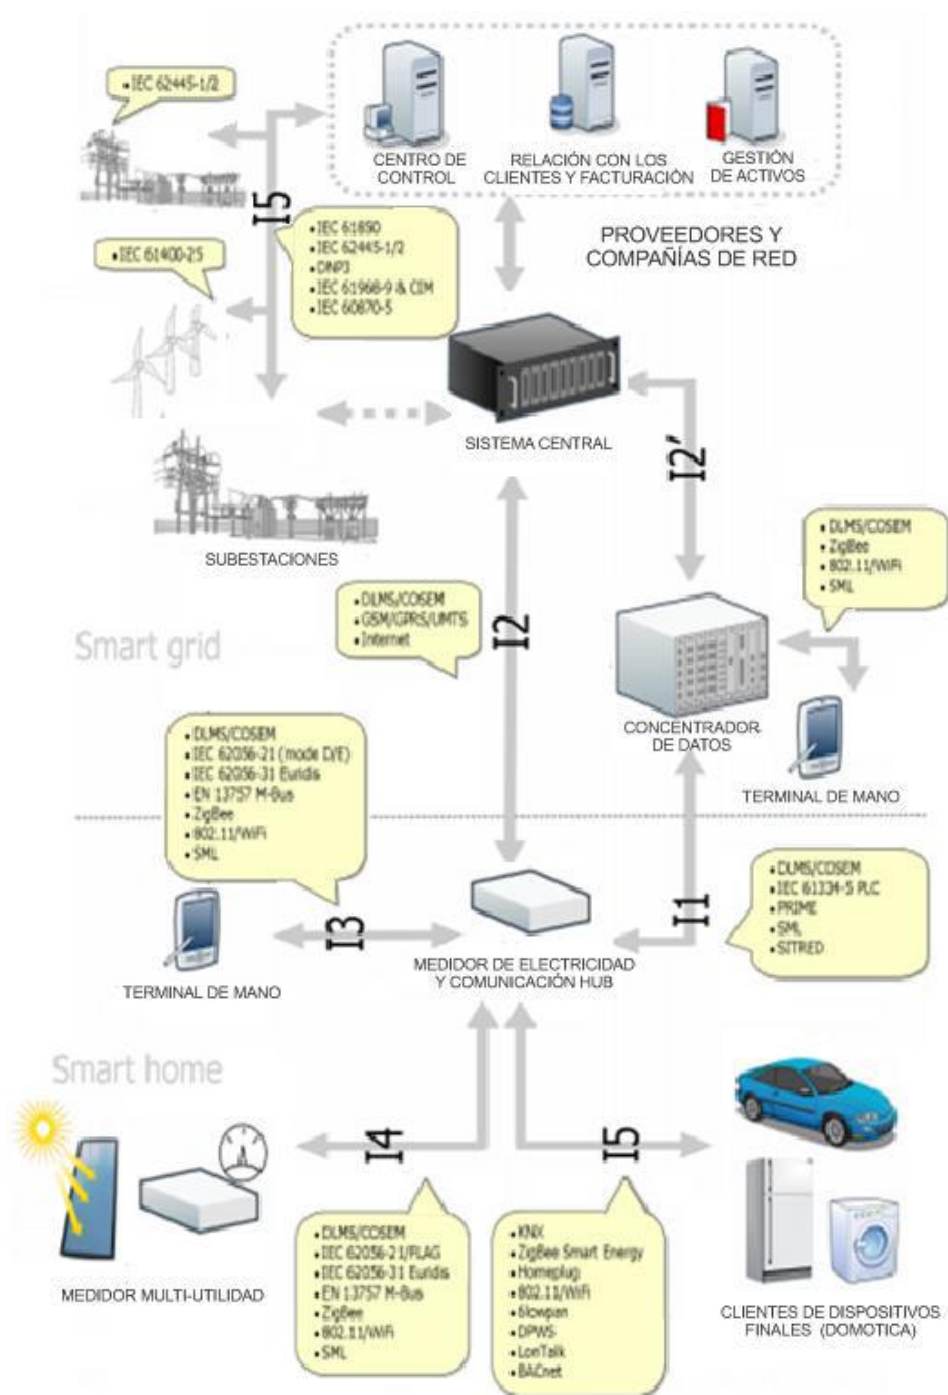 • IEC 62445-1/2
CENTRO DE
CONTROL
RELACIÓN CON LOS
CLIENTES Y FACTURACIÓN
GESTIÓN
DE ACTIVOS
I5
• IEC 61850
• IEC 62445-1/2
• DNP3
• IEC 61968-9 & CIM
• IEC 60870-5
PROVEEDORES Y
COMPAÑÍAS DE RED
• IEC 61400-25
SISTEMA CENTRAL
I2'
SUBESTACIONES
• DLMS/COSEM
• ZigBee
• 802.11/WiFi
• SML
• DLMS/COSEM
• GSM/GPRS/UMTS
• Internet
I2
Smart grid
CONCENTRADOR
DE DATOS
TERMINAL DE MANO
• DLMS/COSEM
• IEC 62056-21 (mode D/E)
• IEC 62056-31 Euridis
• EN 13757 M-Bus
• ZigBee
• 802.11/WiFi
• SML
I3
TERMINAL DE MANO
MEDIDOR DE ELECTRICIDAD
Y COMUNICACIÓN HUB
I1
• DLMS/COSEM
• IEC 61334-5 PLC
• PRIME
• SML
• SITRED
Smart home
I4
I5
MEDIDOR MULTI-UTILIDAD
• DLMS/COSEM
• IEC 62056-21/FLAG
• IEC 62056-31 Euridis
• EN 13757 M-Bus
• ZigBee
• 802.11/WiFi
• SML
• KNX
• ZigBee Smart Energy
• Homeplug
• 802.11/WiFi
• 6lowpan
• DPWS
• LonTalk
• BACnet
CLIENTES DE DISPOSITIVOS
FINALES (DOMOTICA)